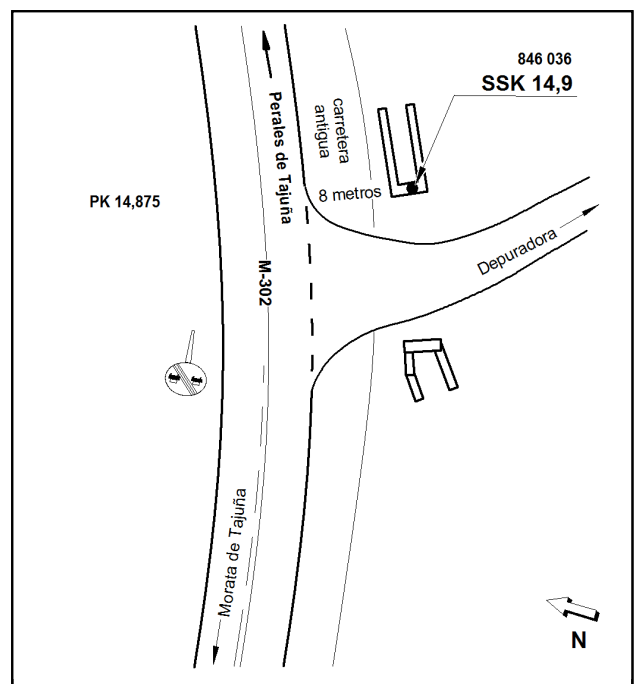 846 036
SSK 14,9
carretera
antigua
Perales de Tajuña
8 metros
PK 14,875
Depuradora
M-302
Morata de Tajuña
N